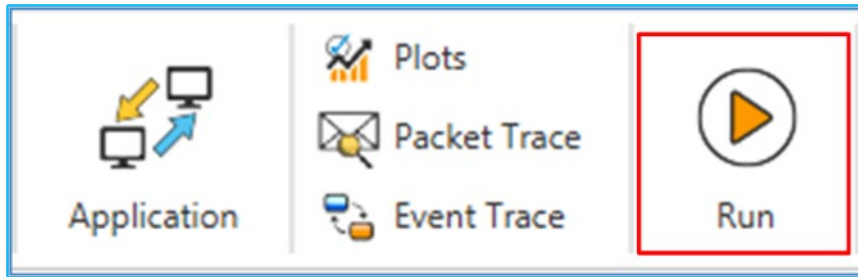 Application
Plots
Packet Trace
Event Trace
Run